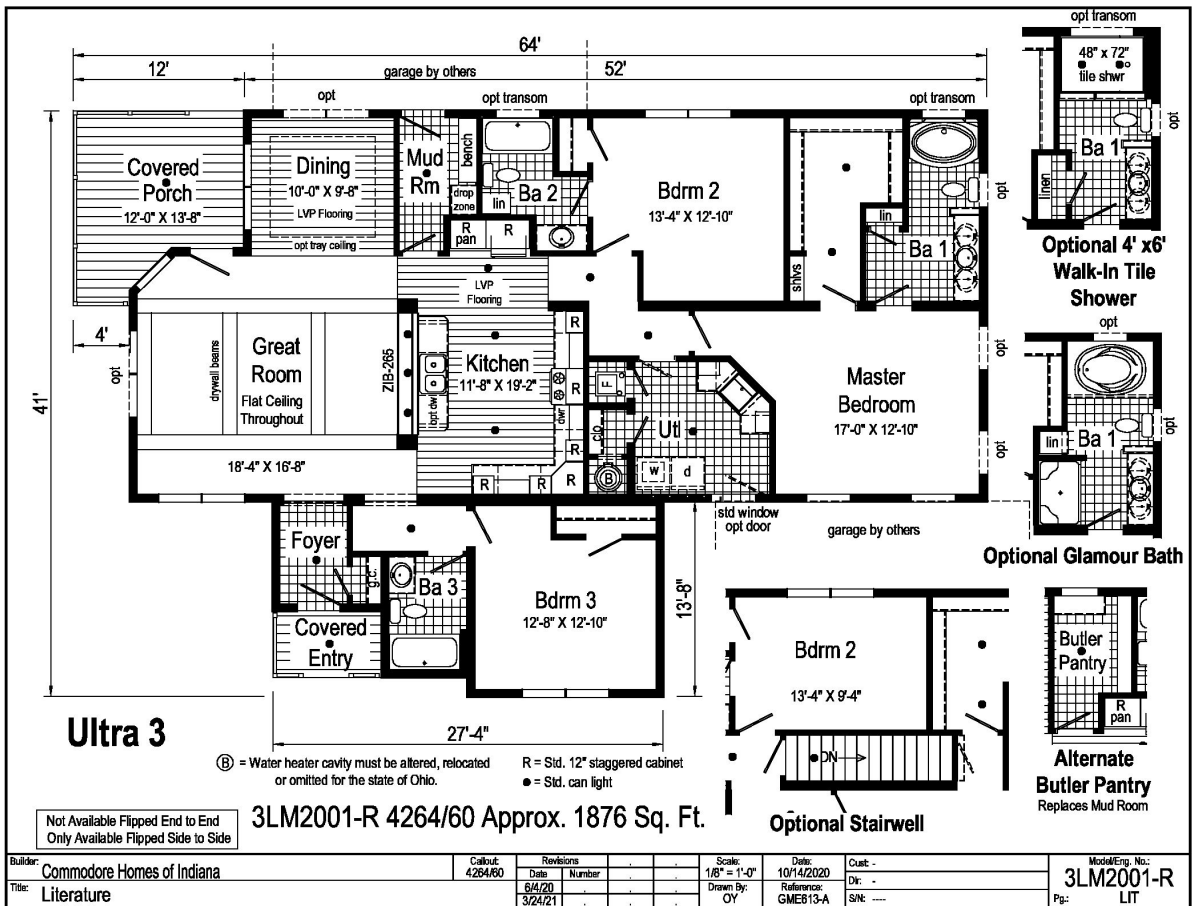 64'
12'
garage by others
52'
opt
opt transom
opt transom
Covered
Porch
12'-0" X 13'-8"
Dining
10'-0" X 9'-8"
LVP Flooring
opt tray ceiling
Mud
Rm
bench
drop
zone
R
pan
R
lin
Ba 2
Bdrm 2
13'-4" X 12'-10"
shlvs
lin
Ba 1
opt
4'
41'
opt
drywall beams
Great
Room
Flat Ceiling
Throughout
18'-4" X 16'-8"
ZIB-265
LVP
Flooring
Kitchen
11'-8" X 19'-2"
opt dw
dwr
R
R
R
R
R
R
F
clo
B
Utl
w
d
std window
opt door
Master
Bedroom
17'-0" X 12'-10"
opt
opt
garage by others
Foyer
g.c.
Covered
Entry
Ba 3
Bdrm 3
12'-8" X 12'-10"
13'-8"
27'-4"
opt transom
48" x 72"
tile shwr
opt
Ba 1
linen
Optional 4' x6'
Walk-In Tile
Shower
opt
opt
lin
Ba 1
Optional Glamour Bath
Bdrm 2
13'-4" X 9'-4"
DN
Optional Stairwell
Butler
Pantry
R
pan
Alternate
Butler Pantry
Replaces Mud Room
Ultra 3
B = Water heater cavity must be altered, relocated
or omitted for the state of Ohio.
R = Std. 12" staggered cabinet
● = Std. can light
Not Available Flipped End to End
Only Available Flipped Side to Side
3LM2001-R 4264/60 Approx. 1876 Sq. Ft.
Builder: Commodore Homes of Indiana
Title: Literature
Callout:
4264/60
Revisions
Date Number
6/4/20
3/24/21
Scale:
1/8" = 1'-0"
Drawn By:
OY
Date:
10/14/2020
Reference:
GME613-A
Cust: -
Dlr: -
S/N: ----
Model/Eng. No.:
3LM2001-R
Pg.: LIT